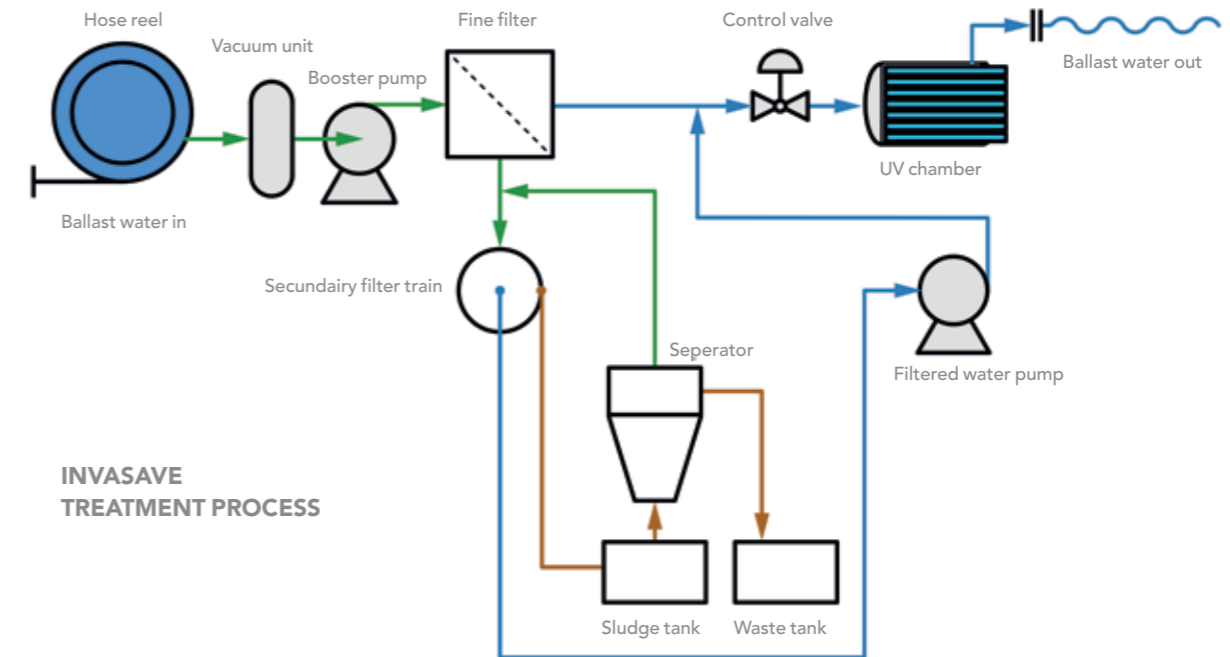 Hose reel
Fine filter
Control valve
Vacuum unit
Booster pump
Ballast water out
UV chamber
Ballast water in
Secundairy filter train
Seperator
Filtered water pump
INVASAVE
TREATMENT PROCESS
Sludge tank
Waste tank